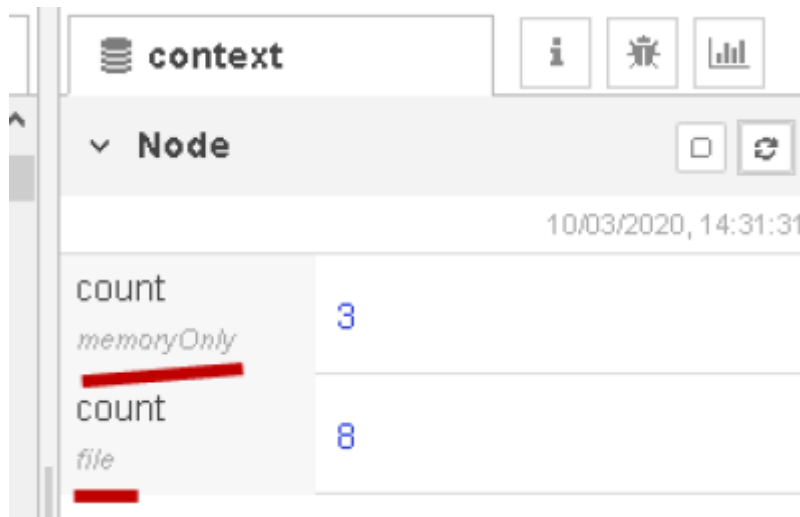 context
Node
10/03/2020, 14:31:31
count
memoryOnly
3
count
file
8